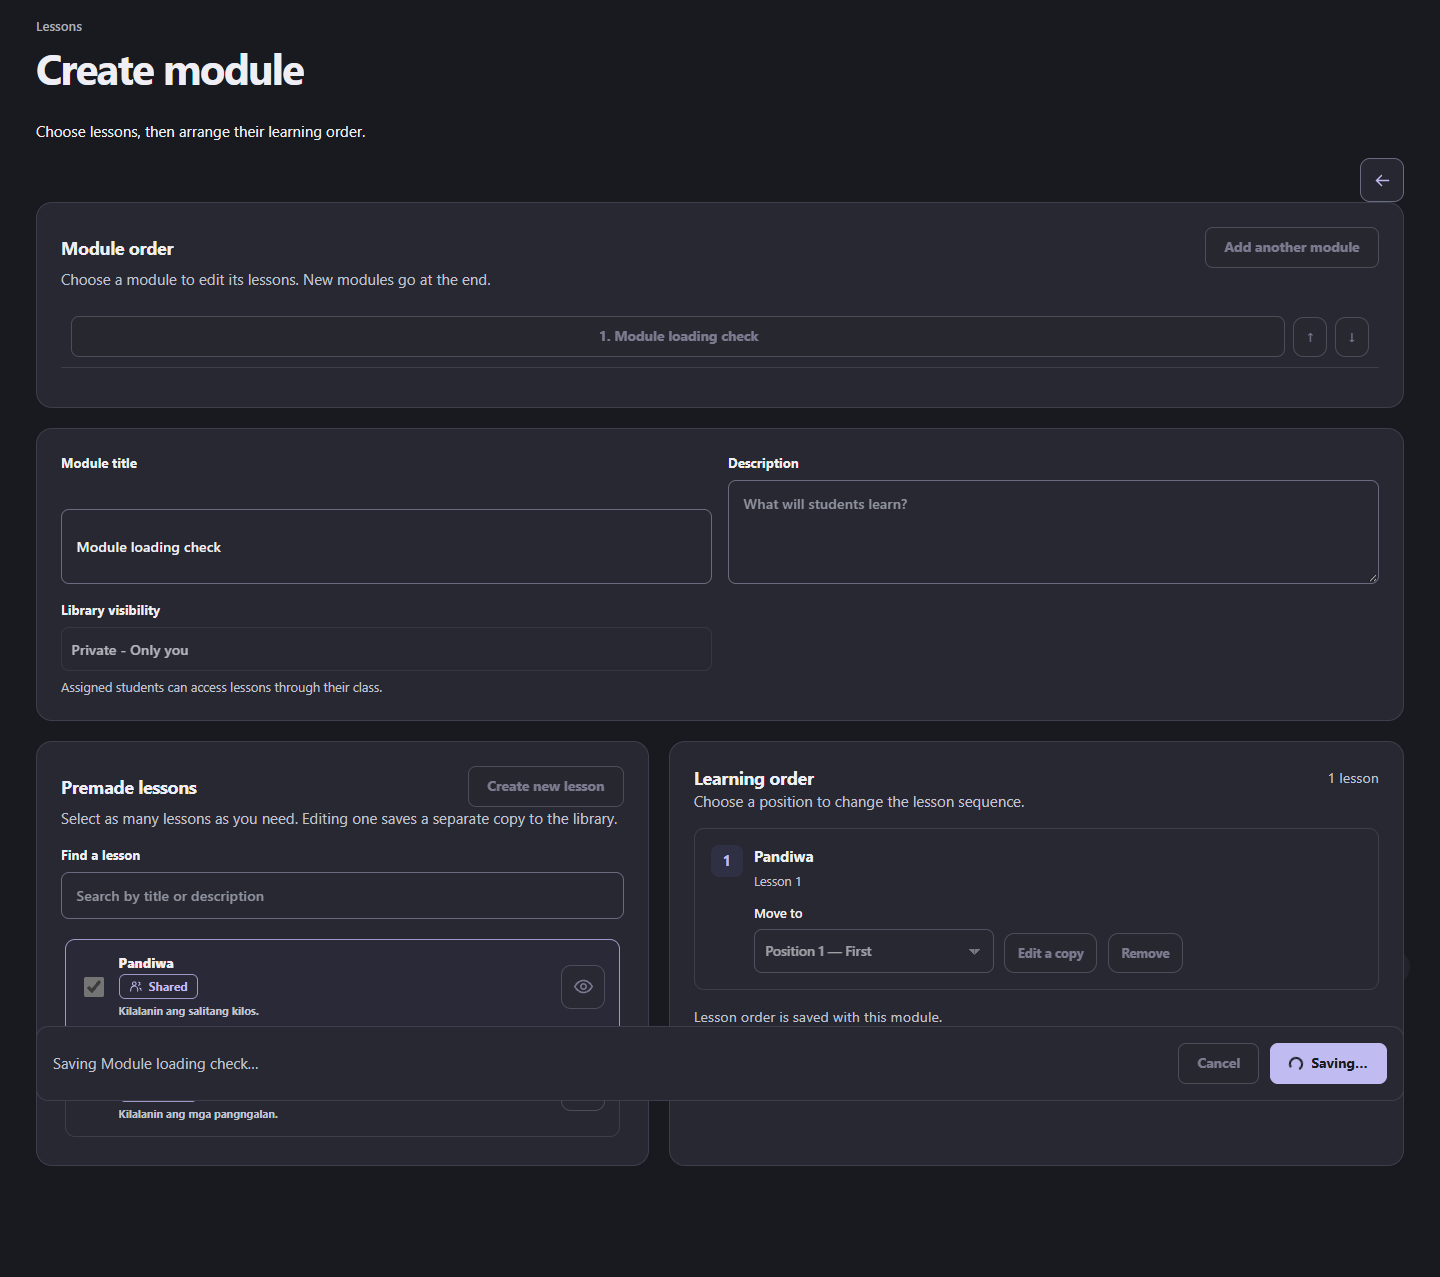 Lessons
Create module
Choose lessons, then arrange their learning order.
Module order
Add another module
Choose a module to edit its lessons. New modules go at the end.
1. Module loading check
Module title
Description
What will students learn?
Module loading check
Library visibility
Private - Only you
Assigned students can access lessons through their class.
Premade lessons
Create new lesson
Select as many lessons as you need. Editing one saves a separate copy to the library.
Find a lesson
Search by title or description
Pandiwa
Shared
Kilalanin ang salitang kilos.
Learning order
1 lesson
Choose a position to change the lesson sequence.
1
Pandiwa
Lesson 1
Move to
Position 1 — First
Edit a copy
Remove
Lesson order is saved with this module.
Saving Module loading check...
Cancel
Saving...
Kilalanin ang mga pangngalan.